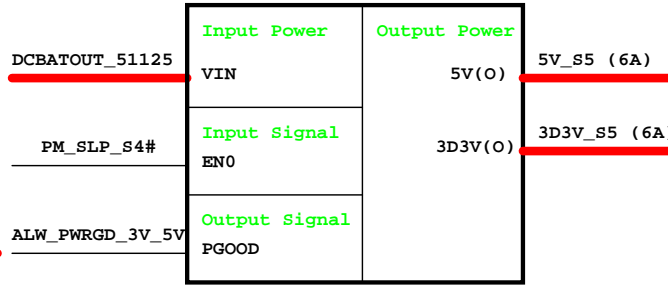 Input Power
Output Power
DCBATOUT_51125
VIN
5V(O)
5V_S5 (6A)
Input Signal
PM_SLP_S4#
EN0
3D3V(O)
3D3V_S5 (6A)
Output Signal
ALW_PWRGD_3V_5V
PGOOD